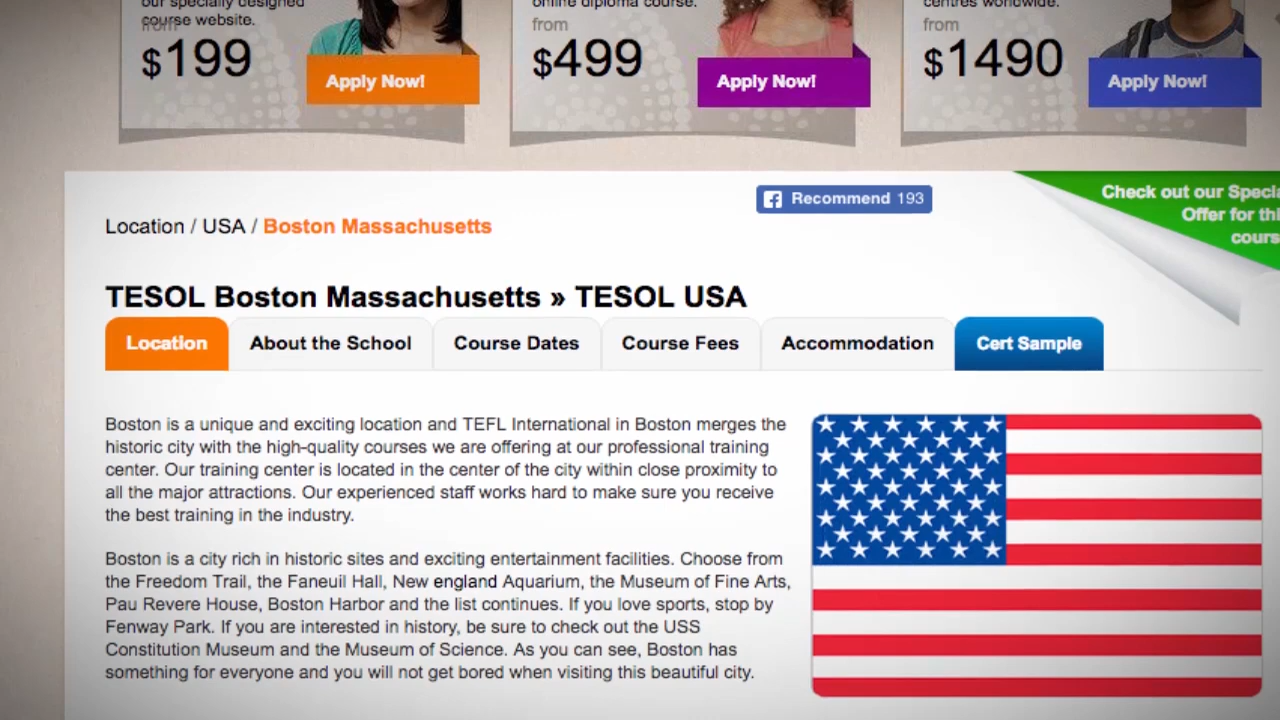 our specially designed
course website.
from
$199
Apply Now!
online diploma course.
from
$499
Apply Now!
centres worldwide.
from
$1490
Apply Now!
Recommend 193
Check out our Specia
Offer for thi
cours
Location / USA / Boston Massachusetts
TESOL Boston Massachusetts » TESOL USA
Location
About the School
Course Dates
Course Fees
Accommodation
Cert Sample
Boston is a unique and exciting location and TEFL International in Boston merges the
historic city with the high-quality courses we are offering at our professional training
center. Our training center is located in the center of the city within close proximity to
all the major attractions. Our experienced staff works hard to make sure you receive
the best training in the industry.
Boston is a city rich in historic sites and exciting entertainment facilities. Choose from
the Freedom Trail, the Faneuil Hall, New england Aquarium, the Museum of Fine Arts,
Pau Revere House, Boston Harbor and the list continues. If you love sports, stop by
Fenway Park. If you are interested in history, be sure to check out the USS
Constitution Museum and the Museum of Science. As you can see, Boston has
something for everyone and you will not get bored when visiting this beautiful city.